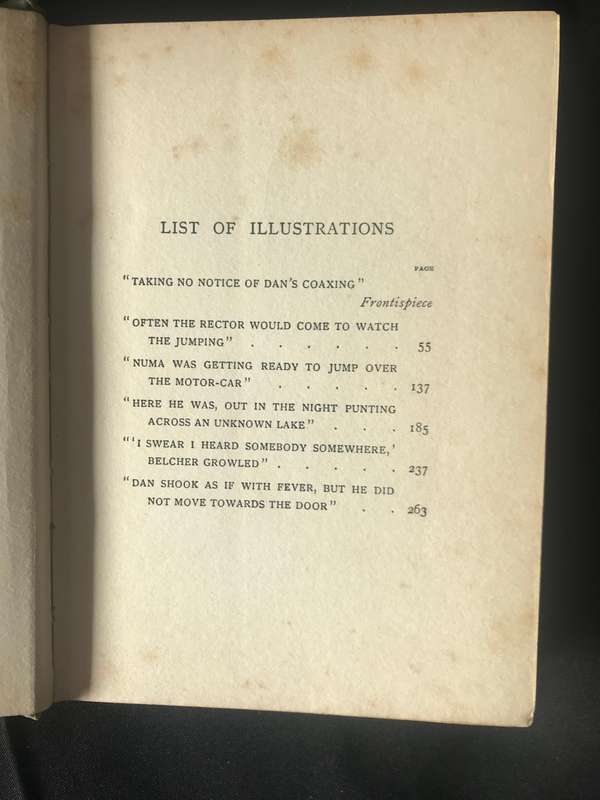 LIST OF ILLUSTRATIONS
PAGE
"TAKING NO NOTICE OF DAN'S COAXING"
Frontispiece
"OFTEN THE RECTOR WOULD COME TO WATCH
THE JUMPING" . . . . . . 55
"NUMA WAS GETTING READY TO JUMP OVER
THE MOTOR-CAR" . . . . . 137
"HERE HE WAS, OUT IN THE NIGHT PUNTING
ACROSS AN UNKNOWN LAKE" . . . 185
"'I SWEAR I HEARD SOMEBODY SOMEWHERE,'
BELCHER GROWLED" . . . . . 237
"DAN SHOOK AS IF WITH FEVER, BUT HE DID
NOT MOVE TOWARDS THE DOOR" . . 263